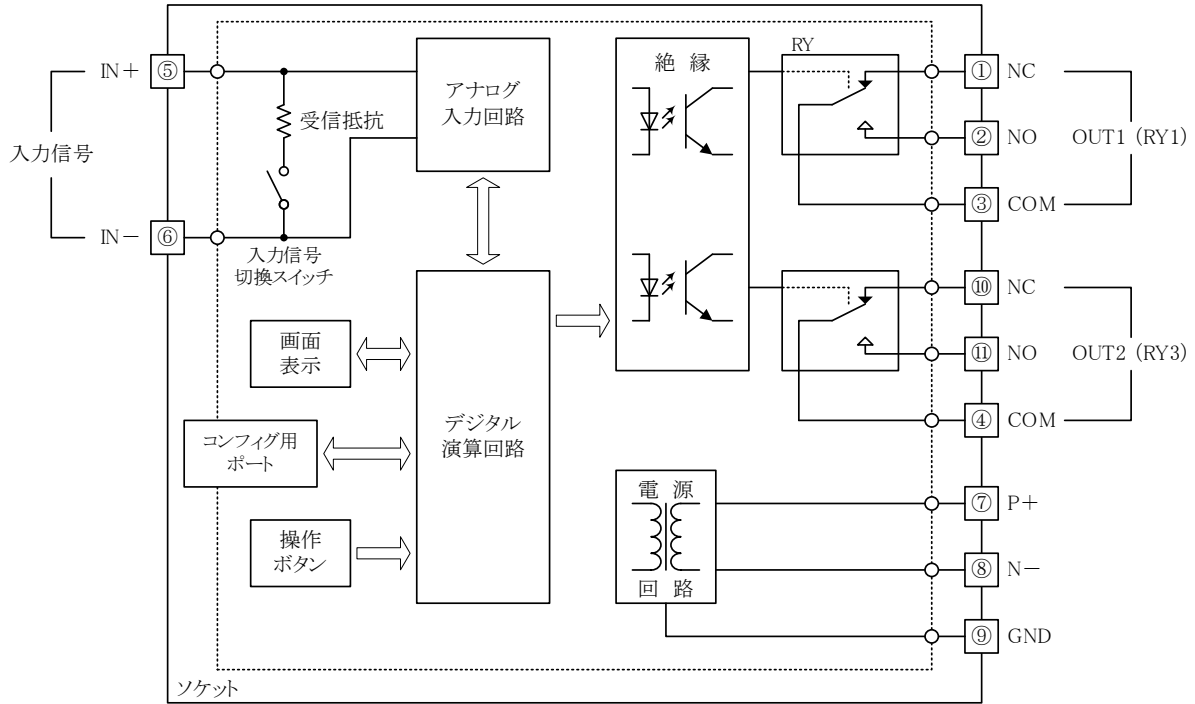 IN+
⑤
入力信号
IN−
⑥
受信抵抗
入力信号
切換スイッチ
アナログ
入力回路
画面
表示
コンフィグ用
ポート
操作
ボタン
デジタル
演算回路
絶 縁
RY
① NC
② NO
③ COM
OUT1 (RY1)
⑩ NC
⑪ NO
④ COM
OUT2 (RY3)
電 源
回 路
⑦ P+
⑧ N−
⑨ GND
ソケット